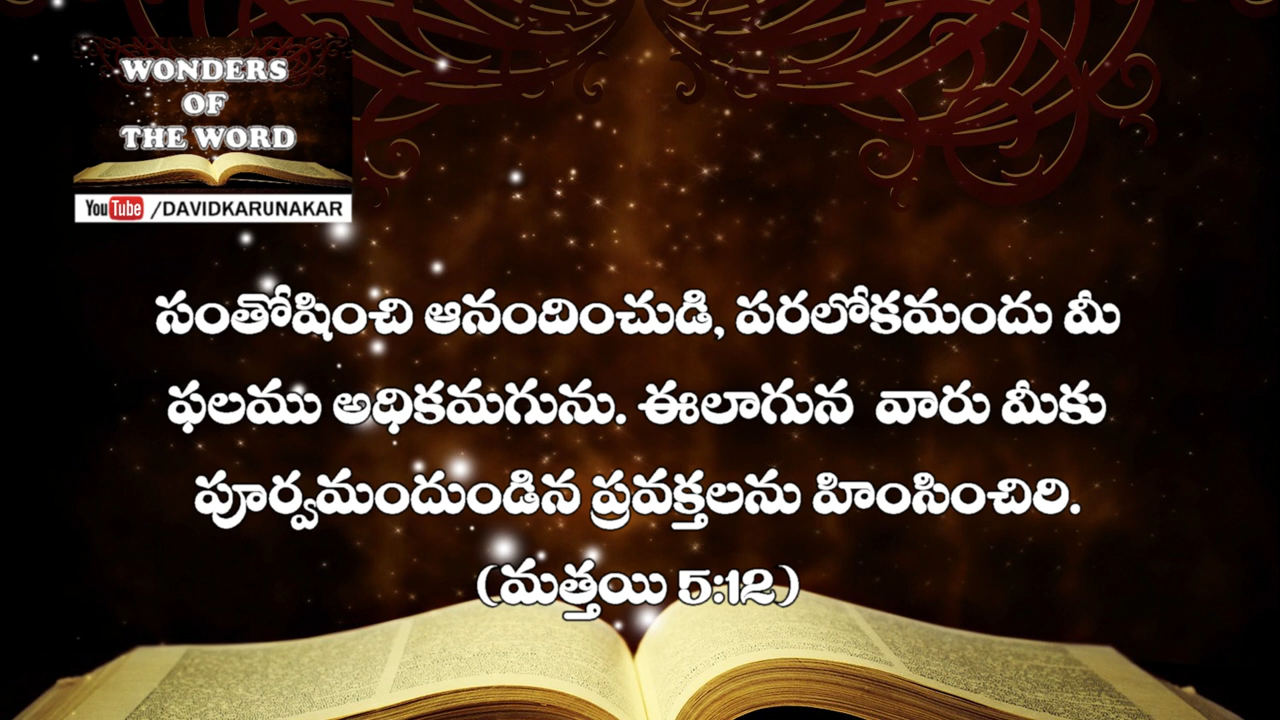 WONDERS
OF
THE WORD
YouTube /DAVIDKARUNAKAR
సంతోషించి ఆనందించుడి, పరలోకమందు మీ
ఫలము అధికమగును. ఈలాగున వారు మీకు
పూర్వమందుండిన ప్రవక్తలను హింసించిరి.
(మత్తయి 5:12)